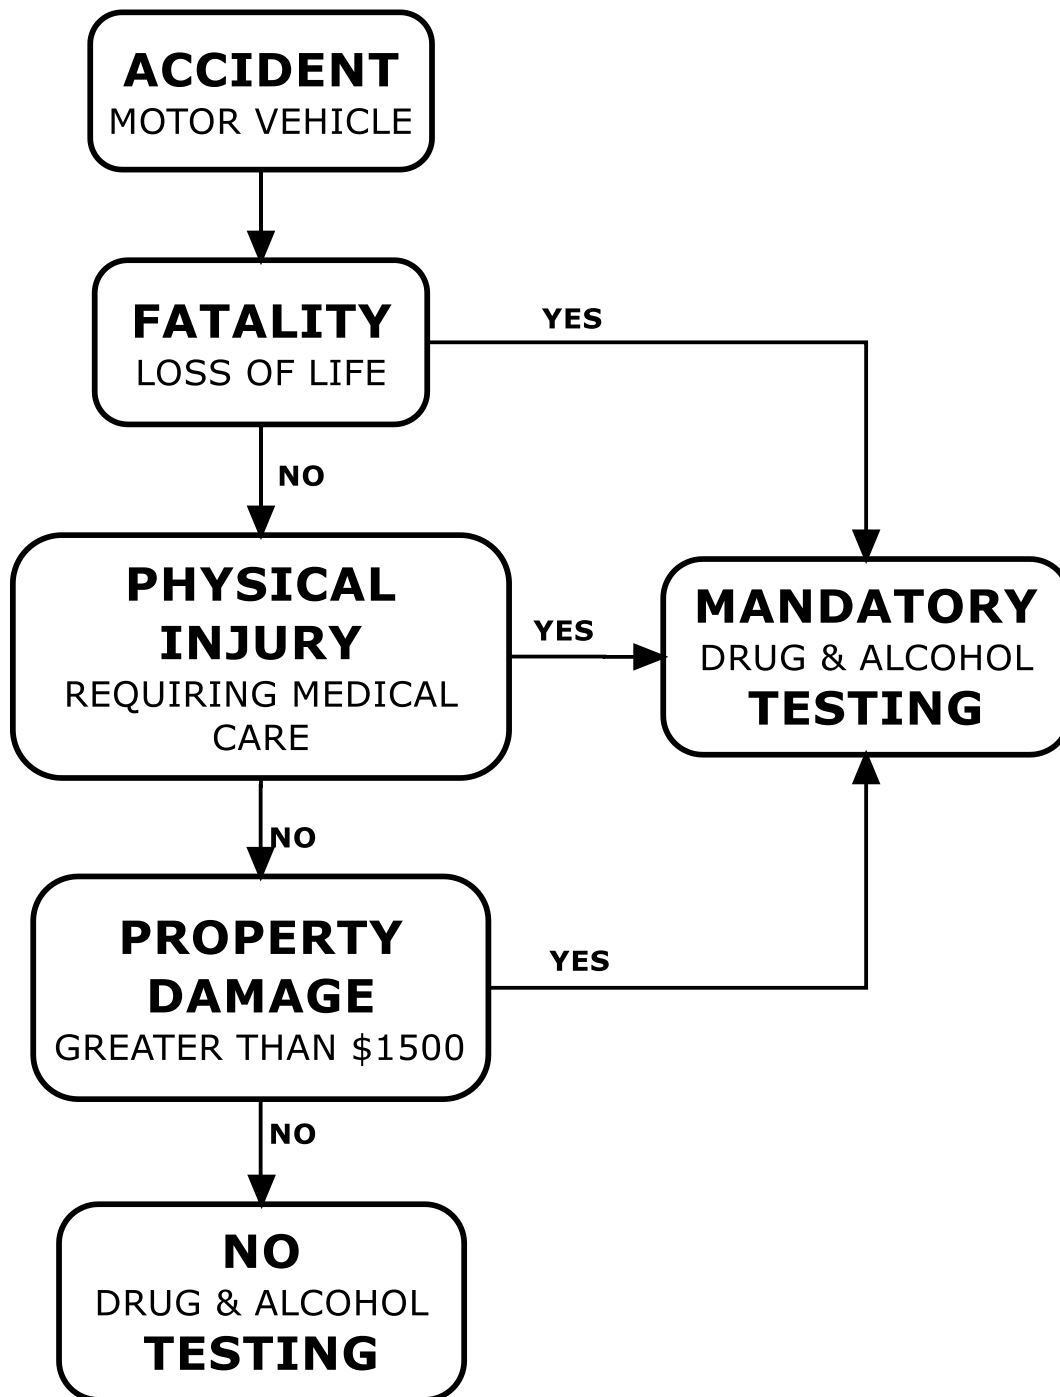 ACCIDENT
MOTOR VEHICLE
FATALITY
LOSS OF LIFE
YES
NO
PHYSICAL
INJURY
REQUIRING MEDICAL
CARE
YES
MANDATORY
DRUG & ALCOHOL
TESTING
NO
PROPERTY
DAMAGE
GREATER THAN $1500
YES
NO
NO
DRUG & ALCOHOL
TESTING